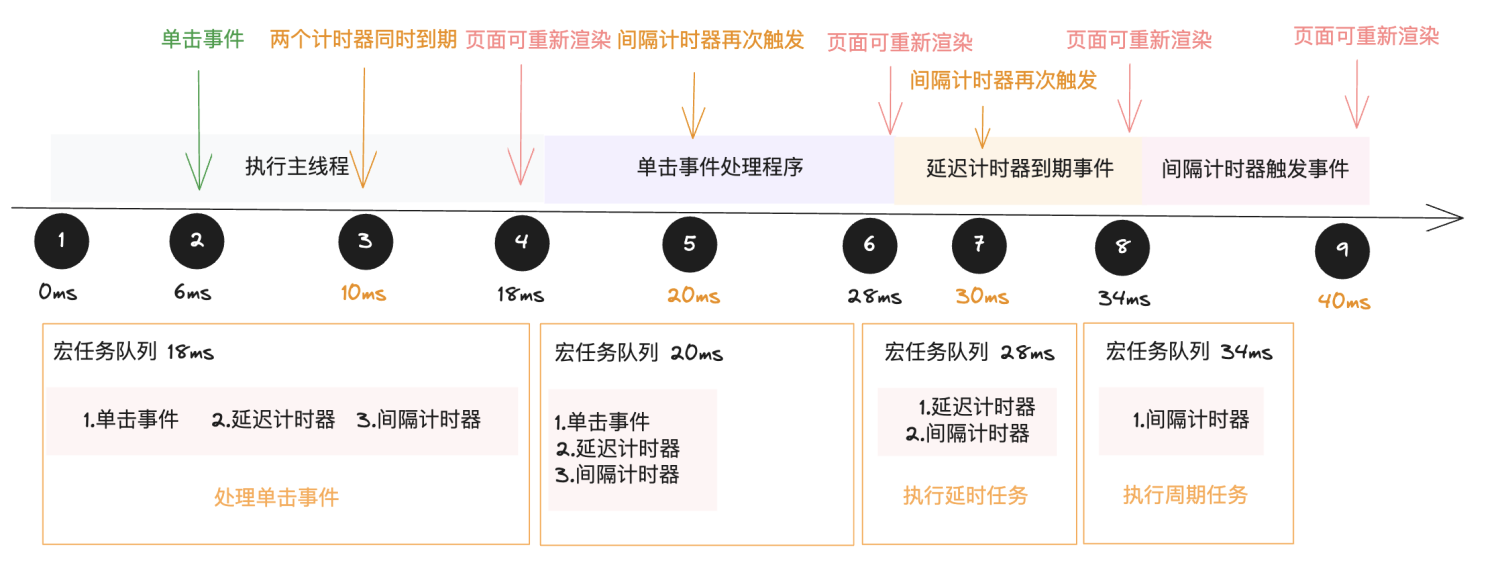 单击事件
两个计时器同时到期
页面可重新渲染
间隔计时器再次触发
页面可重新渲染
间隔计时器再次触发
页面可重新渲染
页面可重新渲染
执行主线程
单击事件处理程序
延迟计时器到期事件
间隔计时器触发事件
1
2
3
4
5
6
7
8
9
0ms
6ms
10ms
18ms
20ms
28ms
30ms
34ms
40ms
宏任务队列 18ms
1.单击事件 2.延迟计时器 3.间隔计时器
处理单击事件
宏任务队列 20ms
1.单击事件
2.延迟计时器
3.间隔计时器
宏任务队列 28ms
1.延迟计时器
2.间隔计时器
执行延时任务
宏任务队列 34ms
1.间隔计时器
执行周期任务